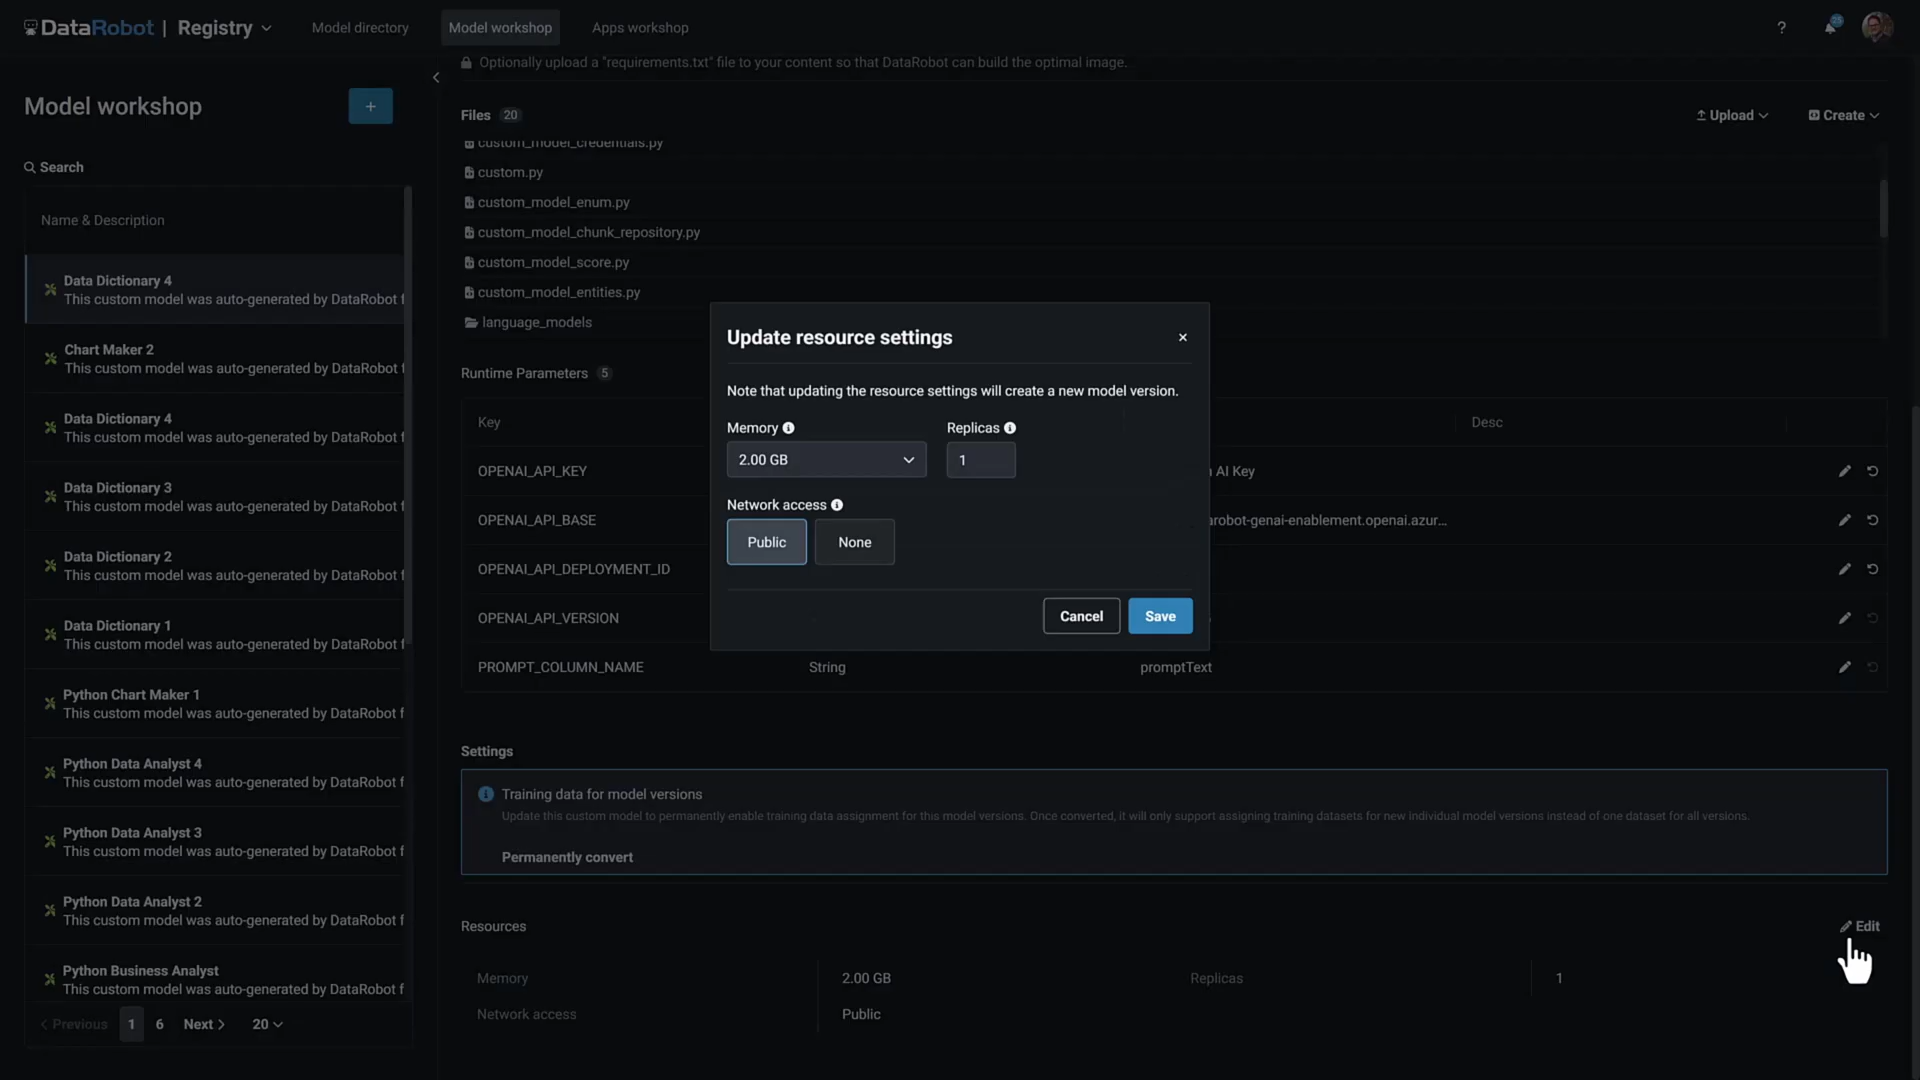 DataRobot | Registry
Model directory
Model workshop
Apps workshop
?
Optionally upload a "requirements.txt" file to your content so that DataRobot can build the optimal image.
Model workshop
+
Search
Name & Description
Data Dictionary 4
This custom model was auto-generated by DataRobot f
Chart Maker 2
This custom model was auto-generated by DataRobot f
Data Dictionary 4
This custom model was auto-generated by DataRobot f
Data Dictionary 3
This custom model was auto-generated by DataRobot f
Data Dictionary 2
This custom model was auto-generated by DataRobot f
Data Dictionary 1
This custom model was auto-generated by DataRobot f
Python Chart Maker 1
This custom model was auto-generated by DataRobot f
Python Data Analyst 4
This custom model was auto-generated by DataRobot f
Python Data Analyst 3
This custom model was auto-generated by DataRobot f
Python Data Analyst 2
This custom model was auto-generated by DataRobot f
Python Business Analyst
This custom model was auto-generated by DataRobot f
Previous 1 6 Next 20
Files 20
Upload
Create
custom_model_credentials.py
custom.py
custom_model_enum.py
custom_model_chunk_repository.py
custom_model_score.py
custom_model_entities.py
language_models
Runtime Parameters 5
Key
Desc
OPENAI_API_KEY
AI Key
OPENAI_API_BASE
arobot-genai-enablement.openai.azur...
OPENAI_API_DEPLOYMENT_ID
OPENAI_API_VERSION
PROMPT_COLUMN_NAME
String
promptText
Update resource settings
Note that updating the resource settings will create a new model version.
Memory
Replicas
2.00 GB
1
Network access
Public
None
Cancel
Save
Settings
Training data for model versions
Update this custom model to permanently enable training data assignment for this model versions. Once converted, it will only support assigning training datasets for new individual model versions instead of one dataset for all versions.
Permanently convert
Resources
Edit
Memory
2.00 GB
Replicas
1
Network access
Public